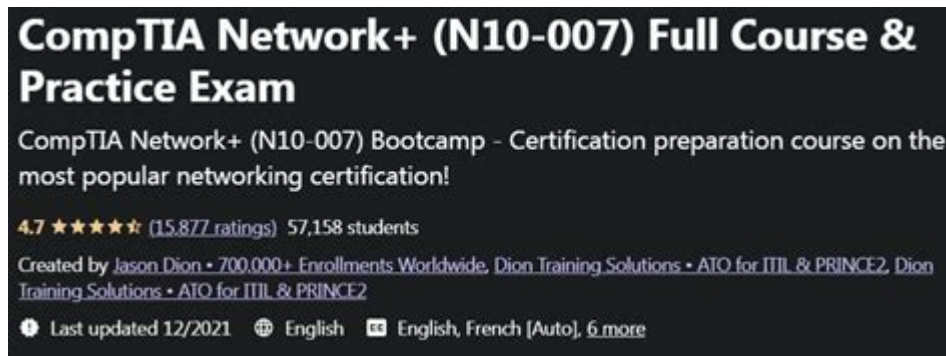 CompTIA Network+ (N10-007) Full Course &
Practice Exam
CompTIA Network+ (N10-007) Bootcamp - Certification preparation course on the
most popular networking certification!
4.7 ★★★★⯪ (15,877 ratings) 57,158 students
Created by Jason Dion • 700,000+ Enrollments Worldwide, Dion Training Solutions • ATO for ITIL & PRINCE2, Dion
Training Solutions • ATO for ITIL & PRINCE2
Last updated 12/2021 English CC English, French [Auto], 6 more